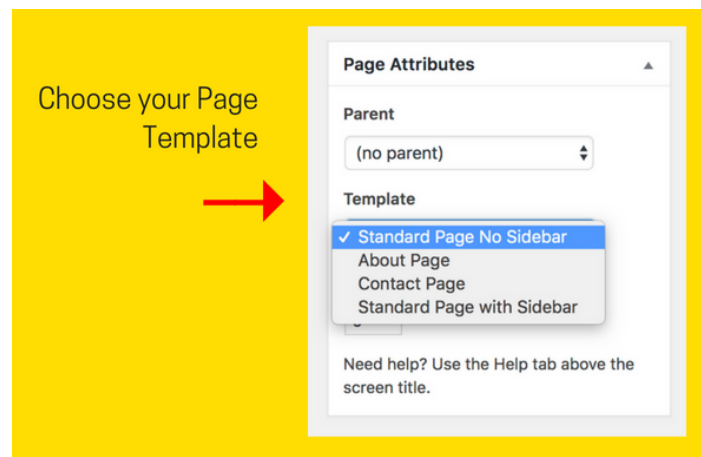 Choose your Page
Template
Page Attributes
Parent
(no parent)
Template
✓ Standard Page No Sidebar
About Page
Contact Page
Standard Page with Sidebar
Need help? Use the Help tab above the
screen title.